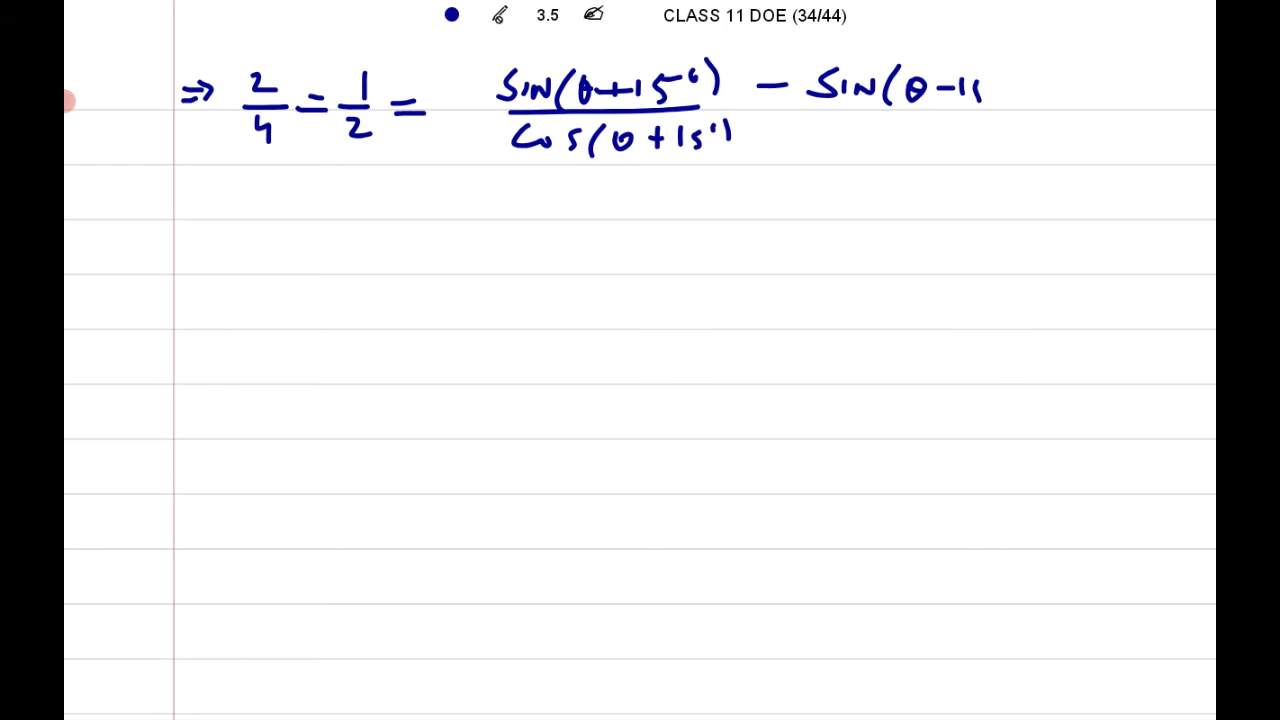 3.5 CLASS 11 DOE (34/44)
⇒ 2/4 = 1/2 = sin(θ+15°)/cos(θ+15°) - sin(θ-1